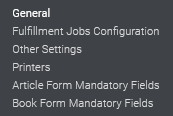 General
Fulfillment Jobs Configuration
Other Settings
Printers
Article Form Mandatory Fields
Book Form Mandatory Fields